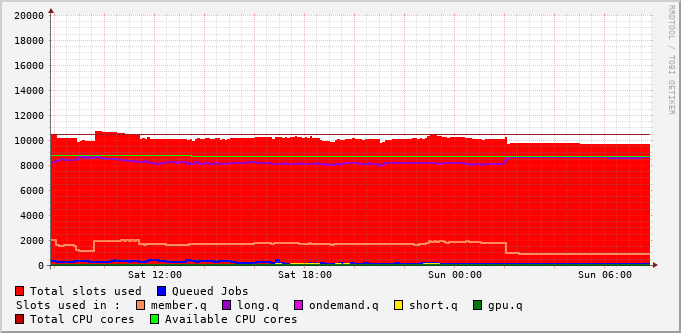 RRDTOOL / TOBI OETIKER
20000
18000
16000
14000
12000
10000
8000
6000
4000
2000
0
Sat 12:00 Sat 18:00 Sun 00:00 Sun 06:00
Total slots used Queued Jobs
Slots used in : member.q long.q ondemand.q short.q gpu.q
Total CPU cores Available CPU cores